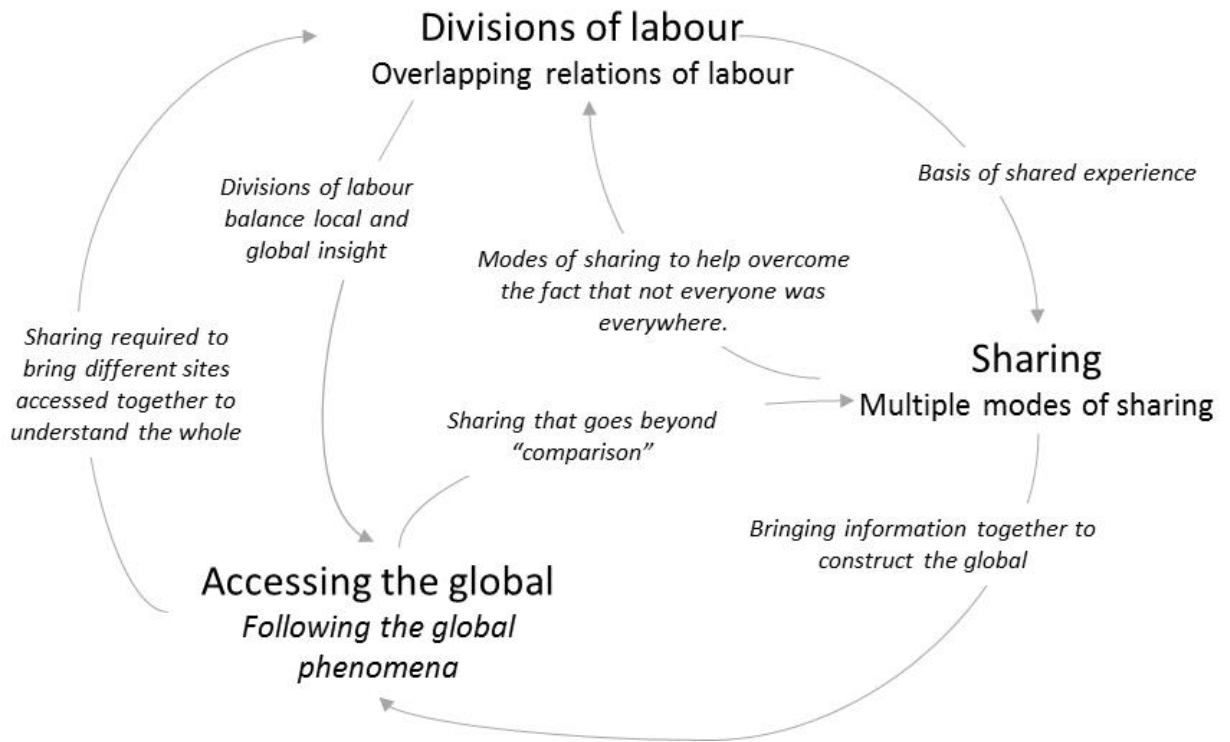 Divisions of labour
Overlapping relations of labour
Basis of shared experience
Divisions of labour
balance local and
global insight
Modes of sharing to help overcome
the fact that not everyone was
everywhere.
Sharing required to
bring different sites
accessed together to
understand the whole
Sharing
Multiple modes of sharing
Sharing that goes beyond
“comparison”
Bringing information together to
construct the global
Accessing the global
Following the global
phenomena